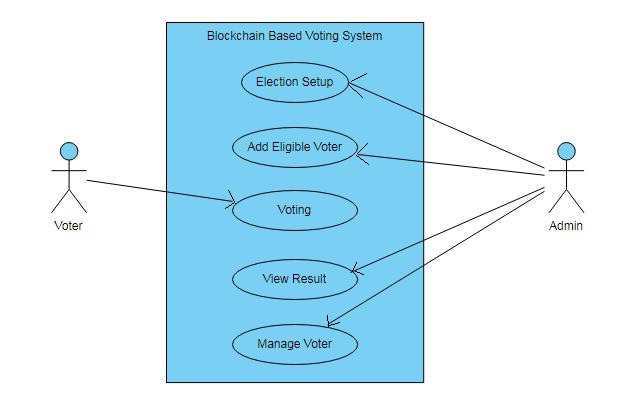 Blockchain Based Voting System
Election Setup
Add Eligible Voter
Voting
Voter
Admin
View Result
Manage Voter